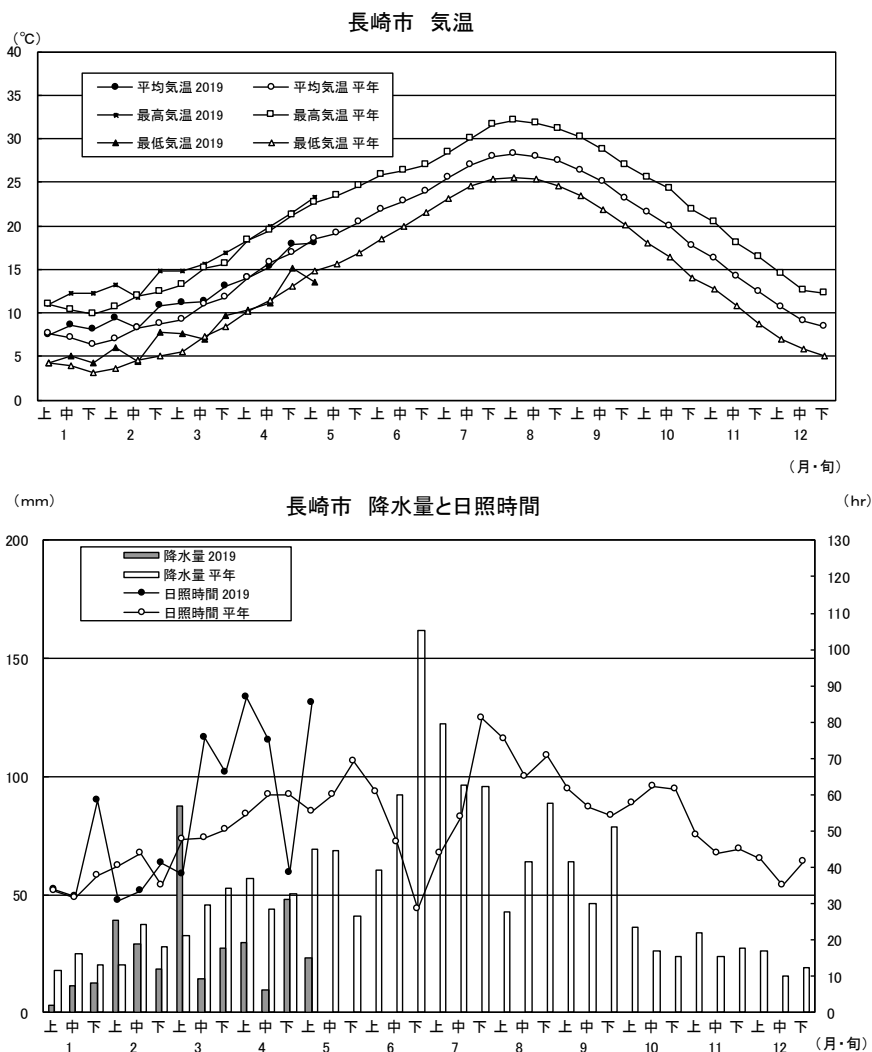 長崎市　気温
(℃)
40
35
30
25
20
15
10
5
0
平均気温 2019　平均気温 平年
最高気温 2019　最高気温 平年
最低気温 2019　最低気温 平年
上 中 下 上 中 下 上 中 下 上 中 下 上 中 下 上 中 下 上 中 下 上 中 下 上 中 下 上 中 下 上 中 下 上 中 下
1 2 3 4 5 6 7 8 9 10 11 12
(月・旬)
(mm)　長崎市　降水量と日照時間　(hr)
200
150
100
50
0
降水量 2019
降水量 平年
日照時間 2019
日照時間 平年
130
120
110
100
90
80
70
60
50
40
30
20
10
0
上 中 下 上 中 下 上 中 下 上 中 下 上 中 下 上 中 下 上 中 下 上 中 下 上 中 下 上 中 下 上 中 下 上 中 下
1 2 3 4 5 6 7 8 9 10 11 12
(月・旬)